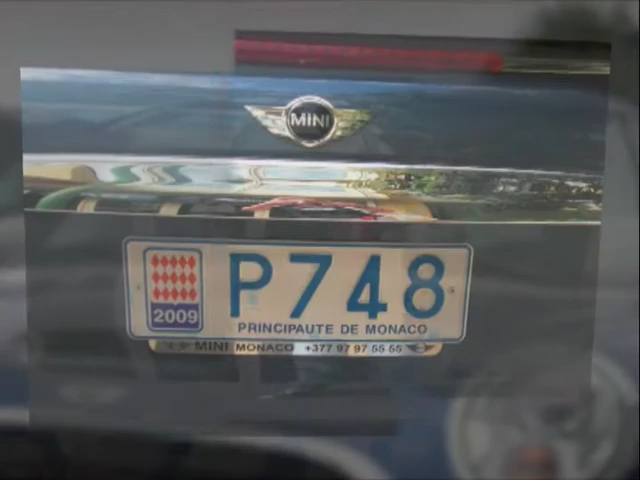 MINI
P748
2009
PRINCIPAUTE DE MONACO
MINI MONACO +377 97 97 55 55